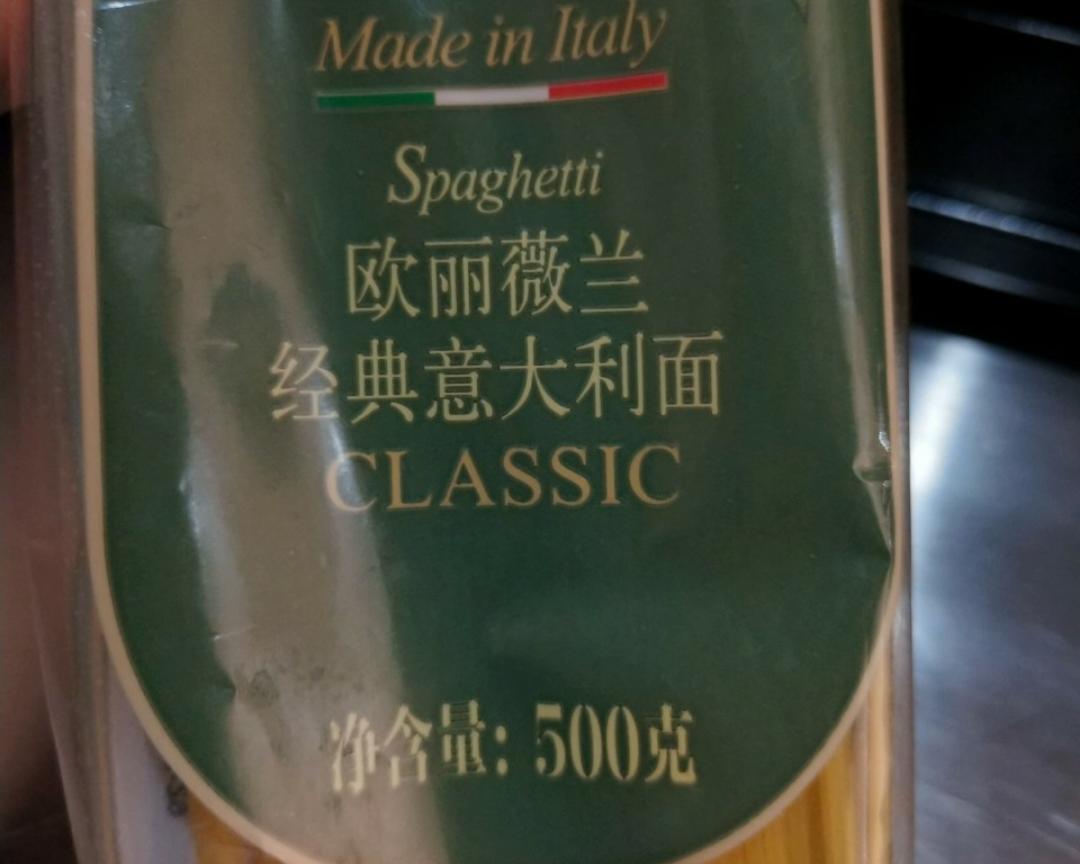 Made in Italy
Spaghetti
欧丽薇兰
经典意大利面
CLASSIC
净含量: 500克